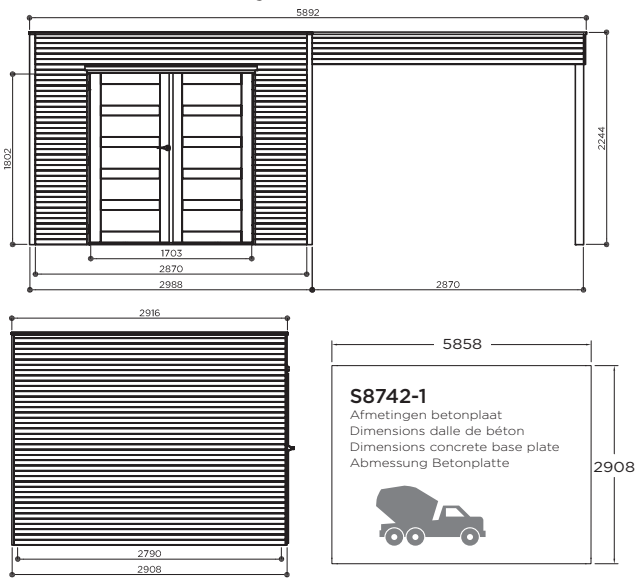 5892
1802
2244
1703
2870
2988
2870
2916
2790
2908
5858
S8742-1
Afmetingen betonplaat
Dimensions dalle de béton
Dimensions concrete base plate
Abmessung Betonplatte
2908